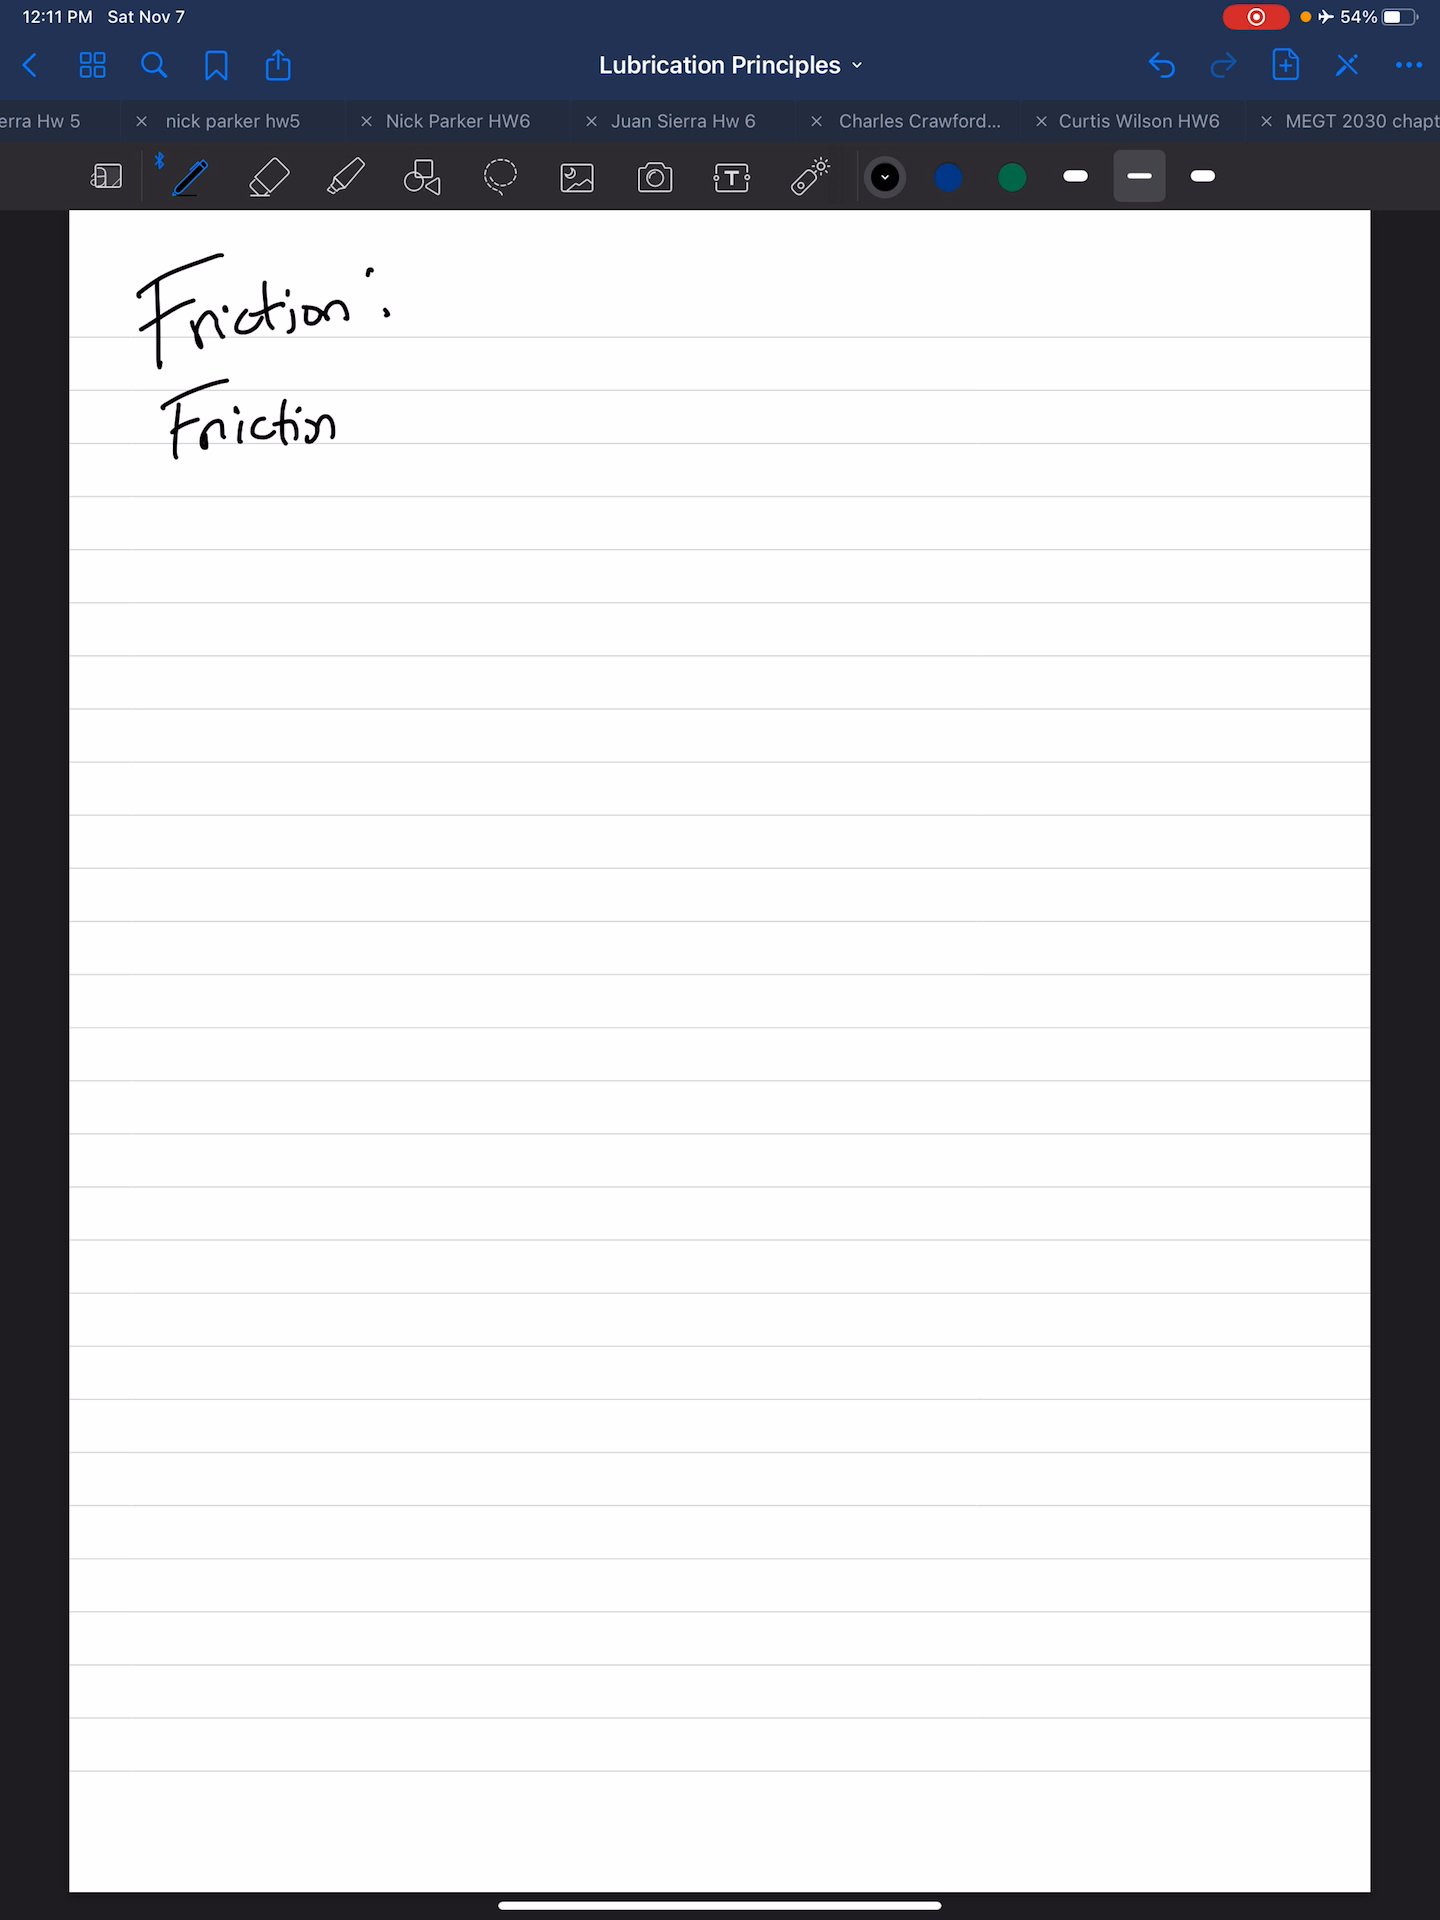 12:11 PM Sat Nov 7 54%
Lubrication Principles
erra Hw 5 nick parker hw5 Nick Parker HW6 Juan Sierra Hw 6 Charles Crawford... Curtis Wilson HW6 MEGT 2030 chapt
Friction:
Frictin